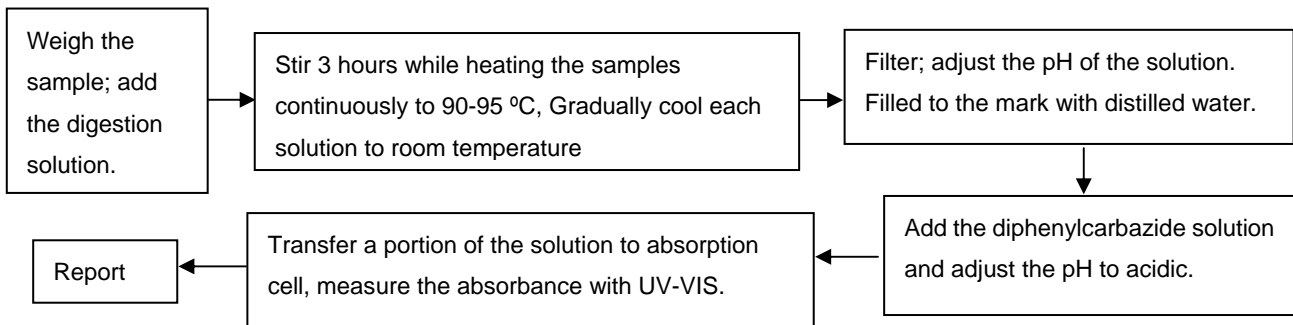 Weigh the
sample; add
the digestion
solution.
Stir 3 hours while heating the samples
continuously to 90-95 ⁰C, Gradually cool each
solution to room temperature
Filter; adjust the pH of the solution.
Filled to the mark with distilled water.
Add the diphenylcarbazide solution
and adjust the pH to acidic.
Transfer a portion of the solution to absorption
cell, measure the absorbance with UV-VIS.
Report